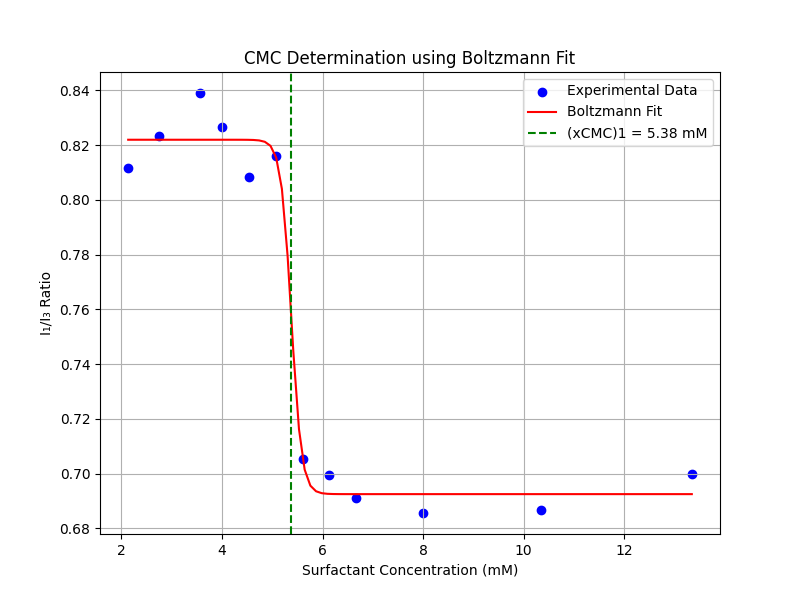 CMC Determination using Boltzmann Fit
Experimental Data
Boltzmann Fit
(xCMC)1 = 5.38 mM
I₁/I₃ Ratio
0.84
0.82
0.80
0.78
0.76
0.74
0.72
0.70
0.68
2 4 6 8 10 12
Surfactant Concentration (mM)